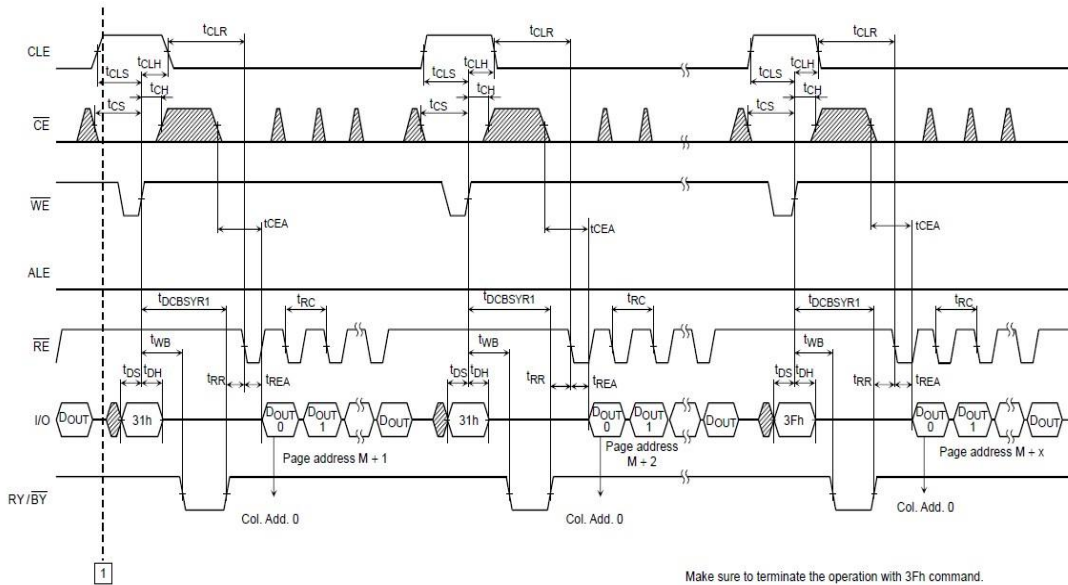 tCLR tCLR tCLR
CLE
tCLH tCLH tCLH
tCLS tCLS tCLS
tCH tCH tCH
tCS tCS tCS
CE
WE
tCEA tCEA tCEA
ALE
tDCBSYR1 tDCBSYR1 tDCBSYR1
tRC tRC tRC
RE
tWB tWB tWB
tDS tDH tRR tREA tDS tDH tRR tREA tDS tDH tRR tREA
I/O DOUT 31h DOUT 0 DOUT 1 DOUT 31h DOUT 0 DOUT 1 DOUT 3Fh DOUT 0 DOUT 1 DOUT
Page address M + 1
Page address
M + 2
Page address M + x
RY/BY
Col. Add. 0 Col. Add. 0 Col. Add. 0
1
Make sure to terminate the operation with 3Fh command.